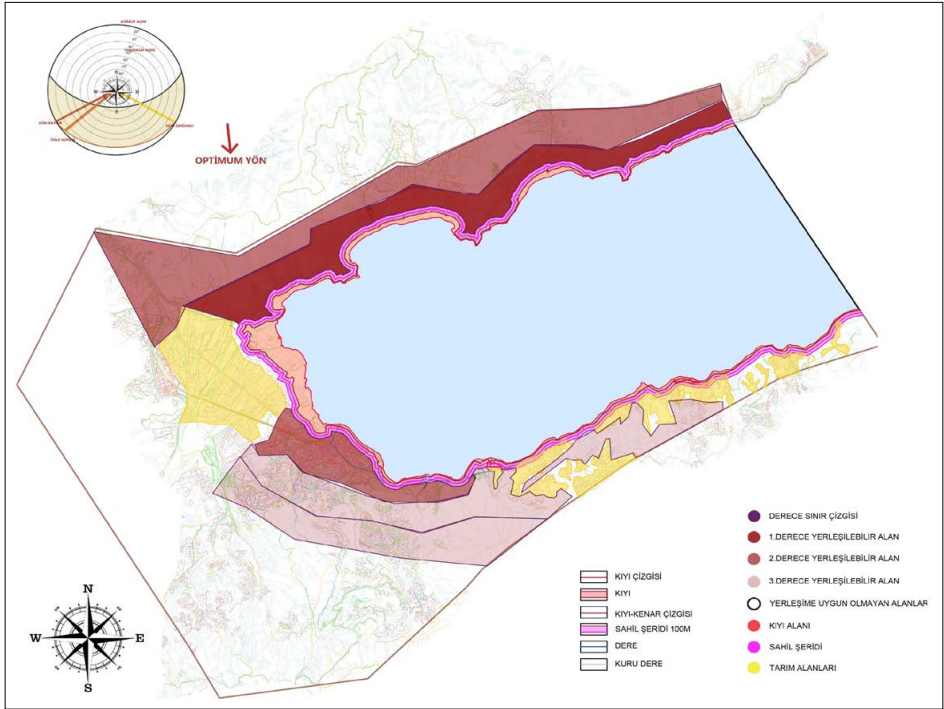 N
W E
OPTİMUM YÖN
DERECE SINIR ÇİZGİSİ
1.DERECE YERLEŞİLEBİLİR ALAN
2.DERECE YERLEŞİLEBİLİR ALAN
3.DERECE YERLEŞİLEBİLİR ALAN
YERLEŞİME UYGUN OLMAYAN ALANLAR
KIYI ALANI
SAHİL ŞERİDİ
TARIM ALANLARI
KIYI ÇİZGİSİ
KIYI
KIYI-KENAR ÇİZGİSİ
SAHİL ŞERİDİ 100M
DERE
KURU DERE
N
W E
S